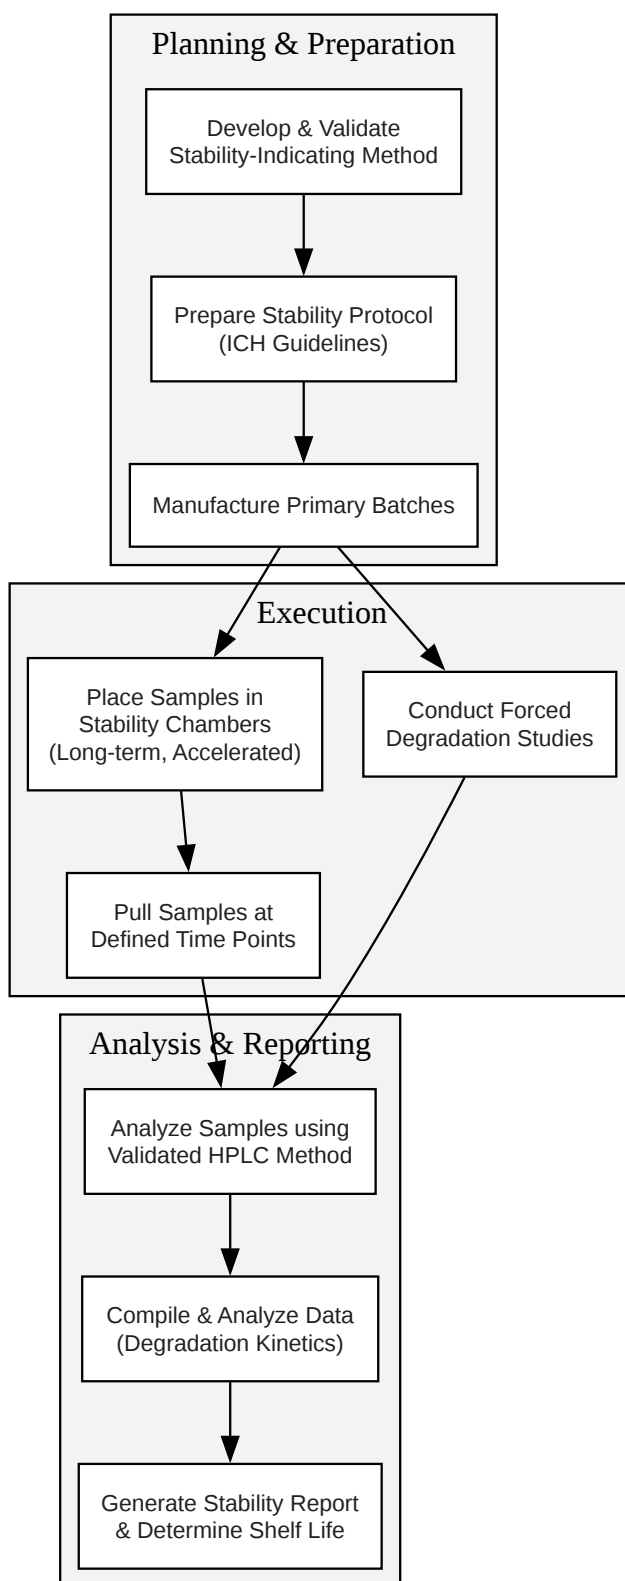 Planning & Preparation
Develop & Validate
Stability-Indicating Method
Prepare Stability Protocol
(ICH Guidelines)
Manufacture Primary Batches
Execution
Place Samples in
Stability Chambers
(Long-term, Accelerated)
Conduct Forced
Degradation Studies
Pull Samples at
Defined Time Points
Analysis & Reporting
Analyze Samples using
Validated HPLC Method
Compile & Analyze Data
(Degradation Kinetics)
Generate Stability Report
& Determine Shelf Life